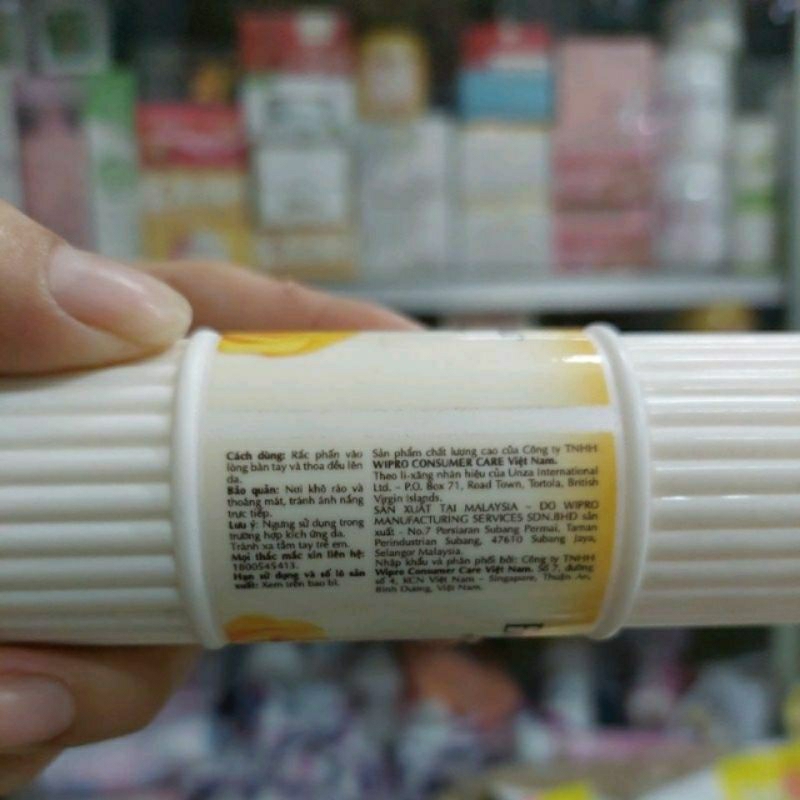 Cách dùng: Rắc phấn vào
lòng bàn tay và thoa đều lên
da.
Bảo quản: Nơi khô ráo và
thoáng mát, tránh ánh nắng
trực tiếp.
Lưu ý: Ngưng sử dụng trong
trường hợp kích ứng da.
Tránh xa tầm tay trẻ em.
Mọi thắc mắc xin liên hệ:
1800545413.
Hạn sử dụng và số lô sản
xuất: Xem trên bao bì.
Sản phẩm chất lượng cao của Công ty TNHH
WIPRO CONSUMER CARE Việt Nam.
Theo li-xăng nhãn hiệu của Unza International
Ltd. – P.O. Box 71, Road Town, Tortola, British
Virgin Islands.
SẢN XUẤT TẠI MALAYSIA – DO WIPRO
MANUFACTURING SERVICES SDN.BHD sản
xuất - No.7 Persiaran Subang Permai, Taman
Perindustrian Subang, 47610 Subang Jaya,
Selangor Malaysia.
Nhập khẩu và phân phối bởi: Công ty TNHH
Wipro Consumer Care Việt Nam. Số 7, đường
số 4, KCN Việt Nam – Singapore, Thuận An,
Bình Dương, Việt Nam.